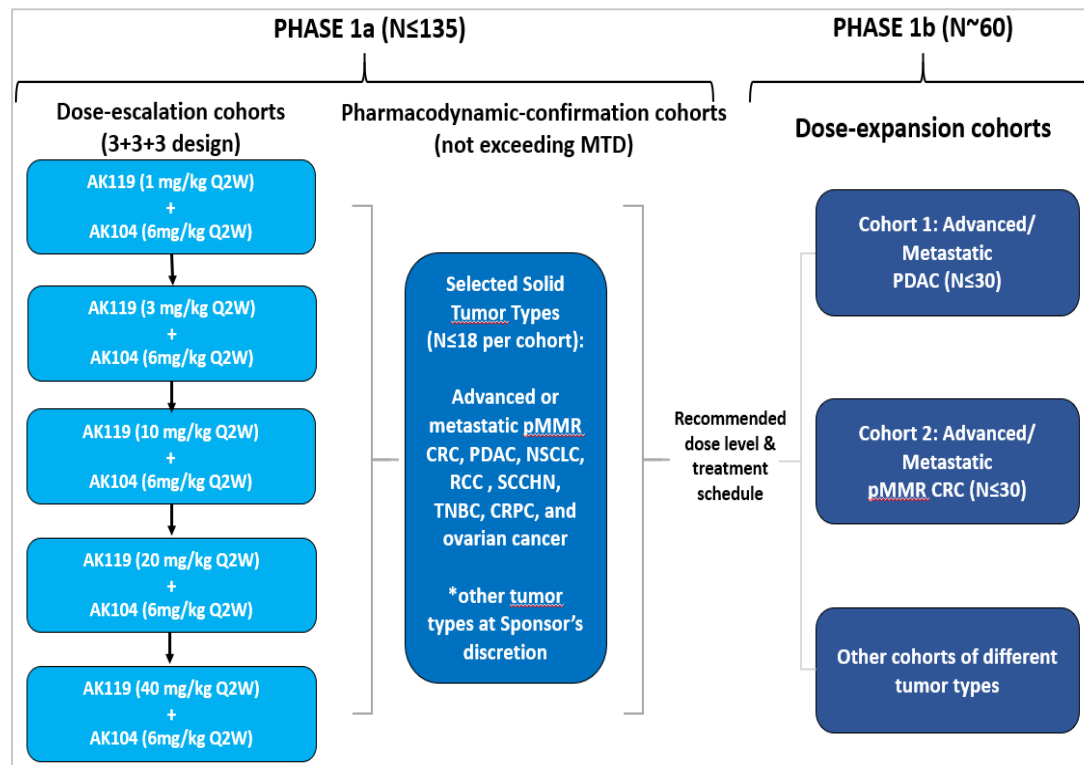 PHASE 1a (N≤135)
PHASE 1b (N~60)
Dose-escalation cohorts
(3+3+3 design)
Pharmacodynamic-confirmation cohorts
(not exceeding MTD)
Dose-expansion cohorts
AK119 (1 mg/kg Q2W)
+
AK104 (6mg/kg Q2W)
AK119 (3 mg/kg Q2W)
+
AK104 (6mg/kg Q2W)
AK119 (10 mg/kg Q2W)
+
AK104 (6mg/kg Q2W)
AK119 (20 mg/kg Q2W)
+
AK104 (6mg/kg Q2W)
AK119 (40 mg/kg Q2W)
+
AK104 (6mg/kg Q2W)
Selected Solid
Tumor Types
(N≤18 per cohort):
Advanced or
metastatic pMMR
CRC, PDAC, NSCLC,
RCC , SCCHN,
TNBC, CRPC, and
ovarian cancer
*other tumor
types at Sponsor’s
discretion
Recommended
dose level &
treatment
schedule
Cohort 1: Advanced/
Metastatic
PDAC (N≤30)
Cohort 2: Advanced/
Metastatic
pMMR CRC (N≤30)
Other cohorts of different
tumor types